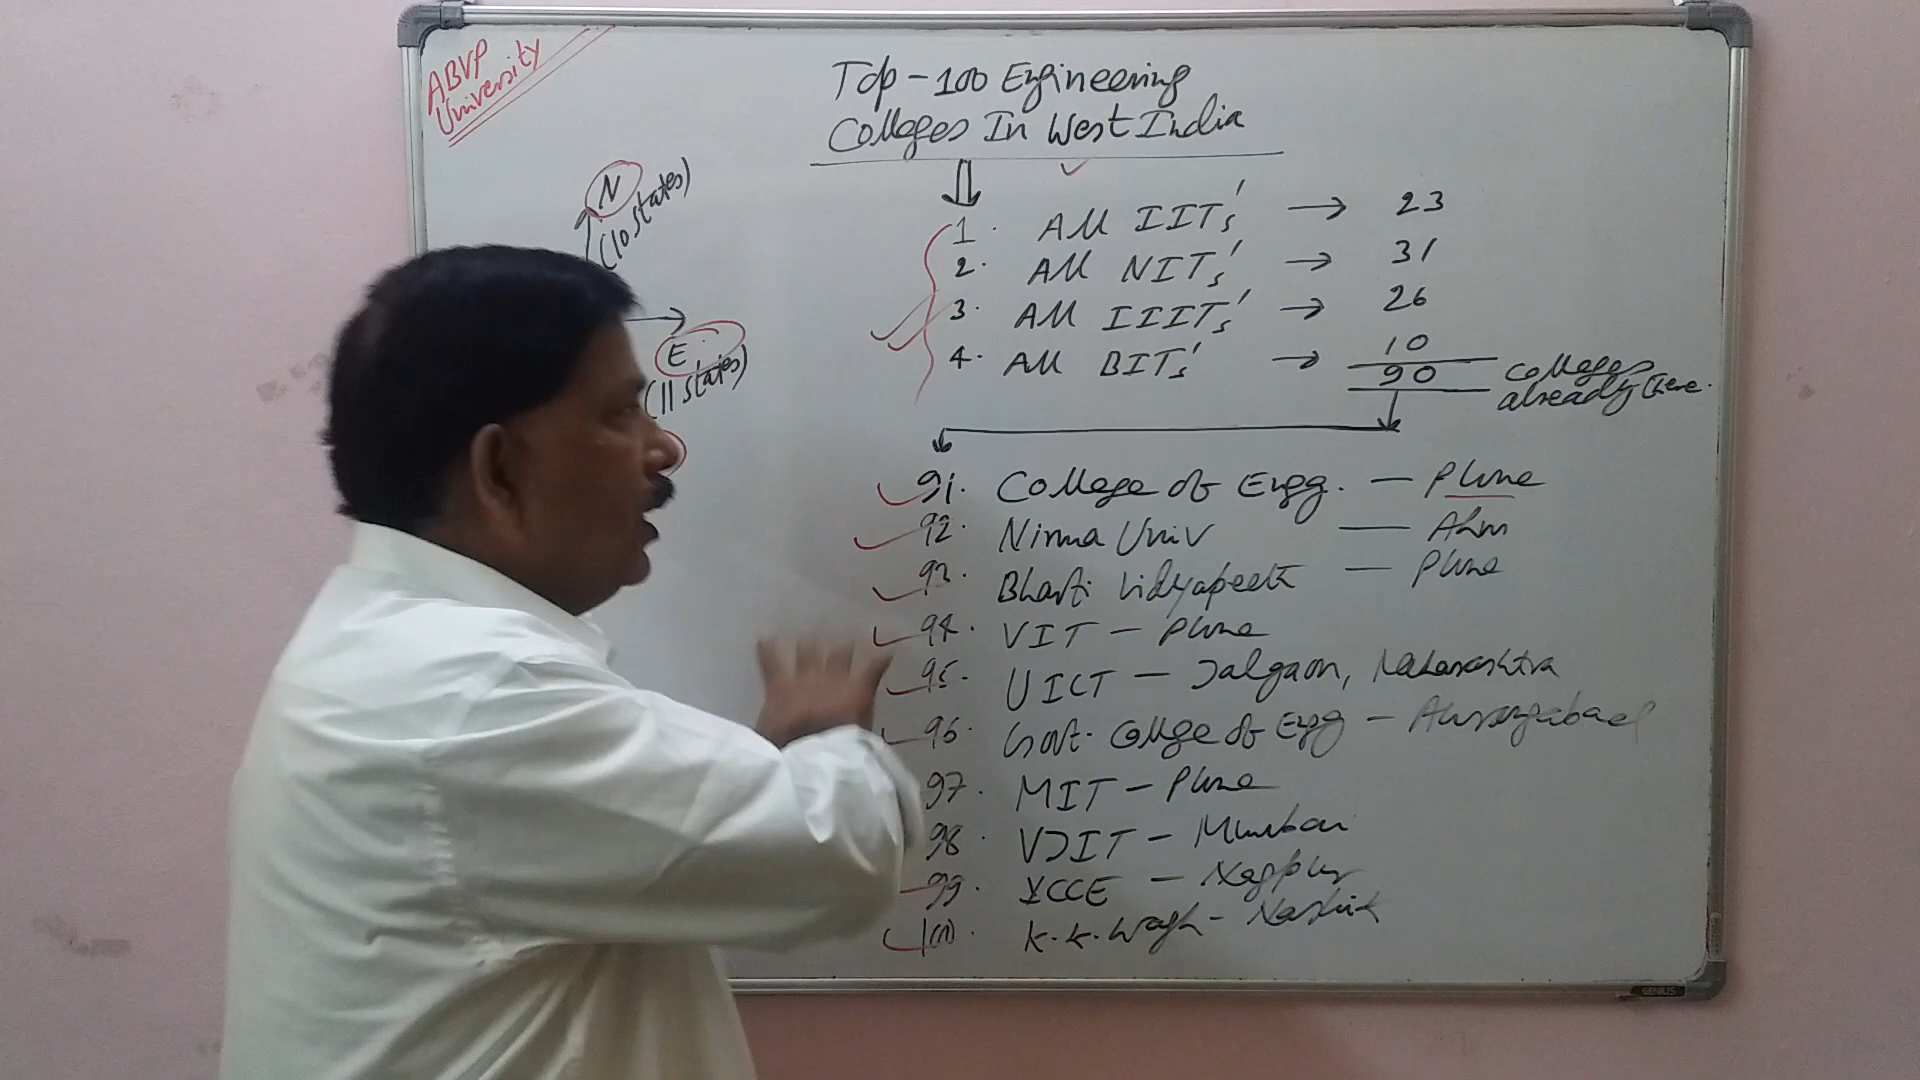 ABVP
University
Top-100 Engineering
Colleges In West India
N
(10 states)
E
(11 states)
1. All IIT's → 23
2. All NIT's → 31
3. All IIIT's → 26
4. All BIT's → 10
90 colleges
already there.
91. College of Engg. — Pune
92. Nirma Univ — Ahm
93. Bharti Vidyapeeth — Pune
94. VIT — Pune
95. UICT — Jalgaon, Maharashtra
96. Govt. College of Engg — Aurangabad
97. MIT — Pune
98. VJIT — Mumbai
99. YCCE — Nagpur
100. K.K. Wagh - Nashik
GENIUS